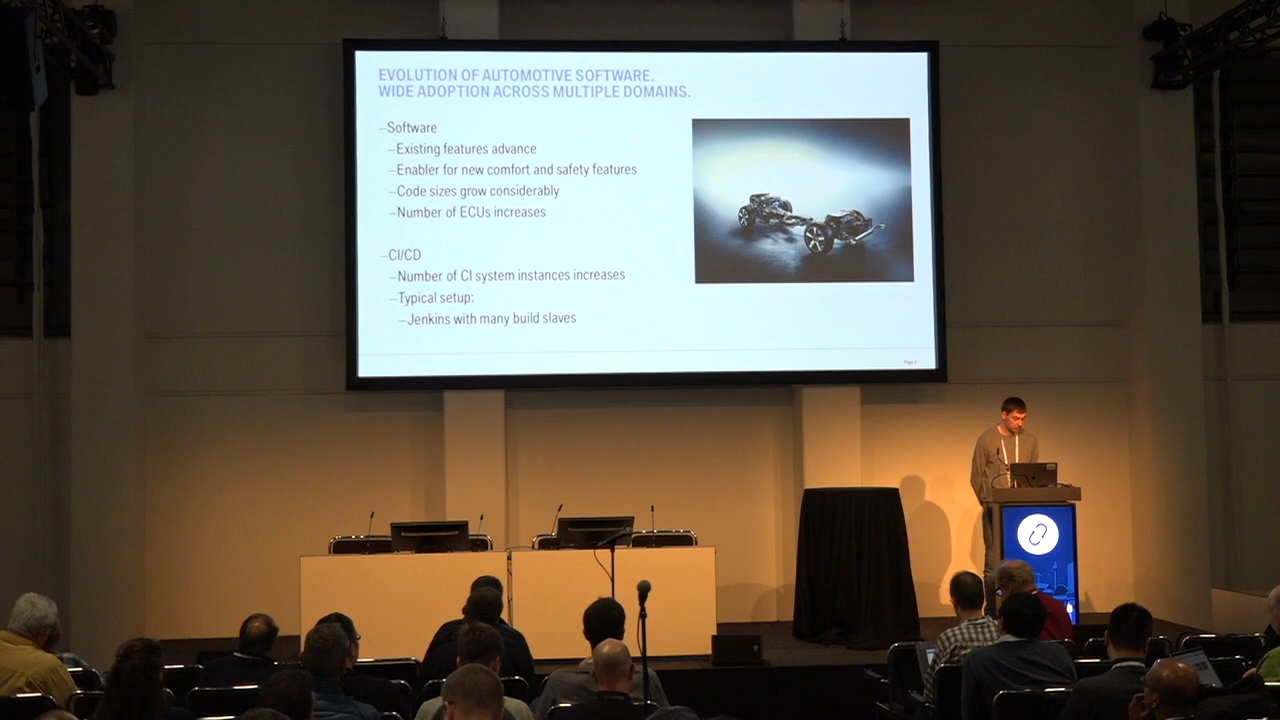 EVOLUTION OF AUTOMOTIVE SOFTWARE.
WIDE ADOPTION ACROSS MULTIPLE DOMAINS.
–Software
–Existing features advance
–Enabler for new comfort and safety features
–Code sizes grow considerably
–Number of ECUs increases
–CI/CD
–Number of CI system instances increases
–Typical setup:
–Jenkins with many build slaves